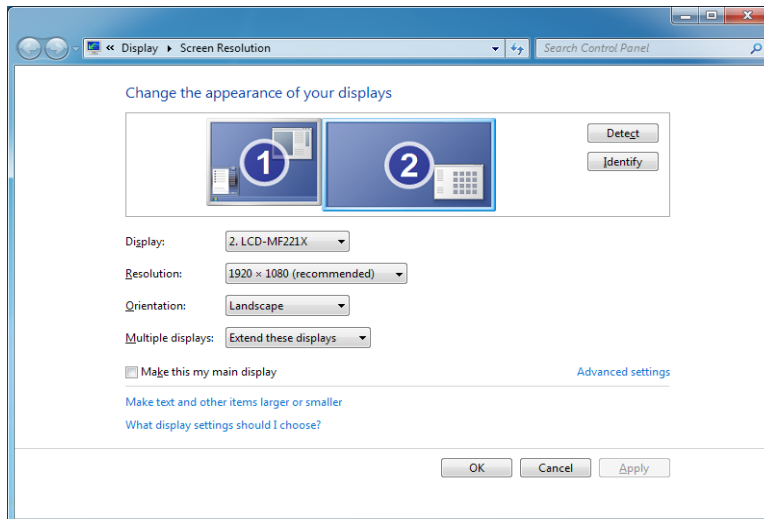 « Display ▸ Screen Resolution
Search Control Panel
Change the appearance of your displays
1
2
Detect
Identify
Display:
2. LCD-MF221X
Resolution:
1920 × 1080 (recommended)
Orientation:
Landscape
Multiple displays:
Extend these displays
Make this my main display
Advanced settings
Make text and other items larger or smaller
What display settings should I choose?
OK
Cancel
Apply